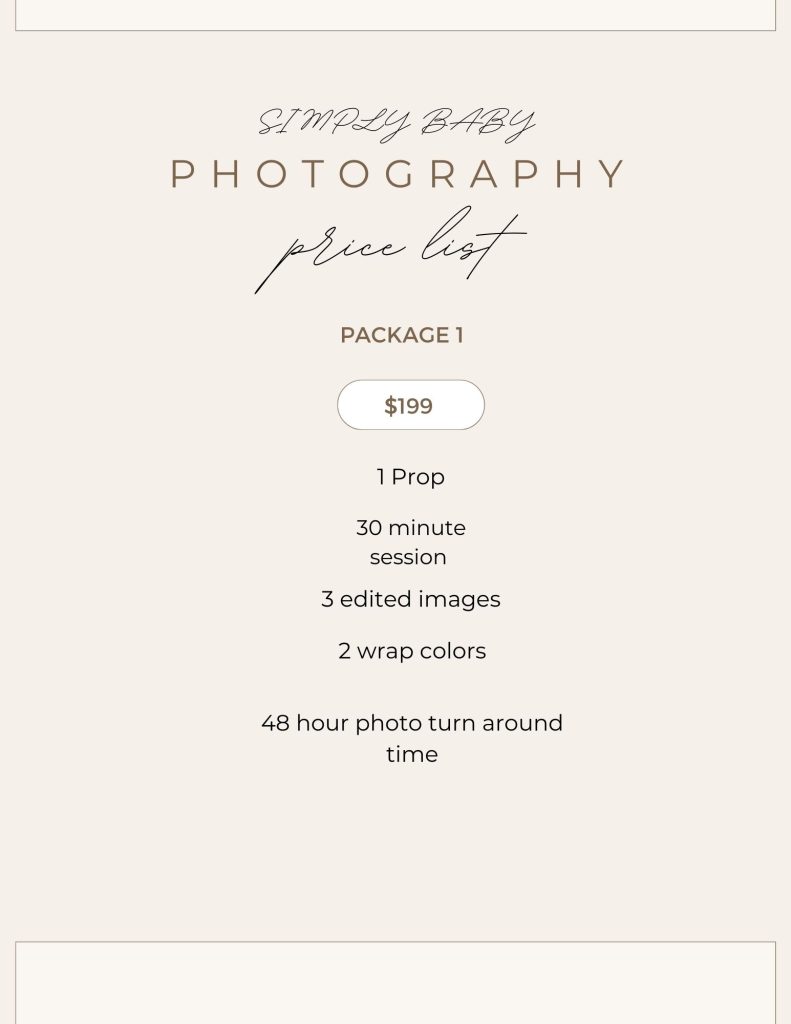 SIMPLY BABY
PHOTOGRAPHY
price list
PACKAGE 1
$199
1 Prop
30 minute
session
3 edited images
2 wrap colors
48 hour photo turn around
time